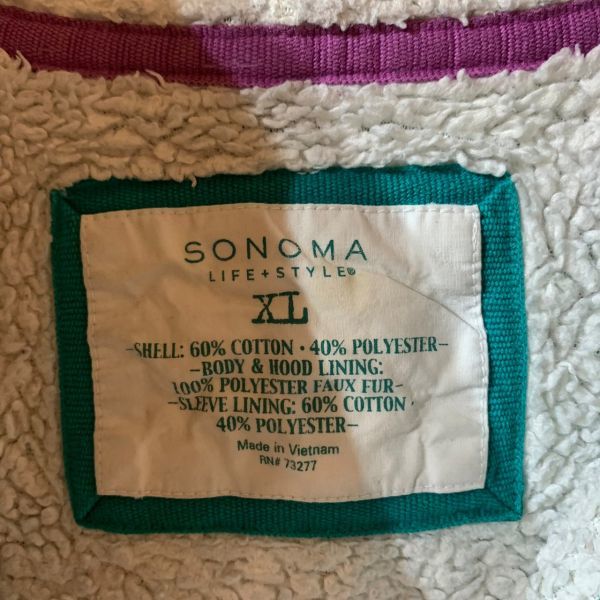 SONOMA
LIFE+STYLE®
XL
-SHELL: 60% COTTON • 40% POLYESTER-
-BODY & HOOD LINING:
100% POLYESTER FAUX FUR-
-SLEEVE LINING: 60% COTTON
40% POLYESTER-
Made in Vietnam
RN# 73277